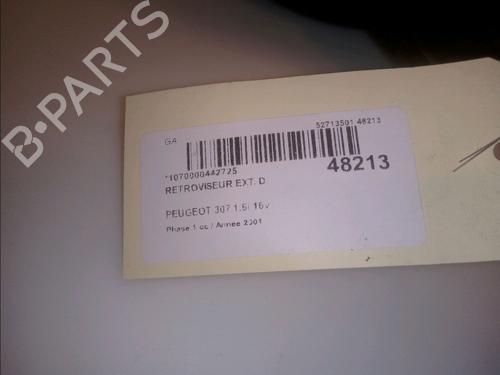 B-PARTS
GA
52713501 48213
*1070000442725
48213
RETROVISEUR EXT. D
PEUGEOT 307 1.6i 16v
Phase 1 cc / Annee 2001